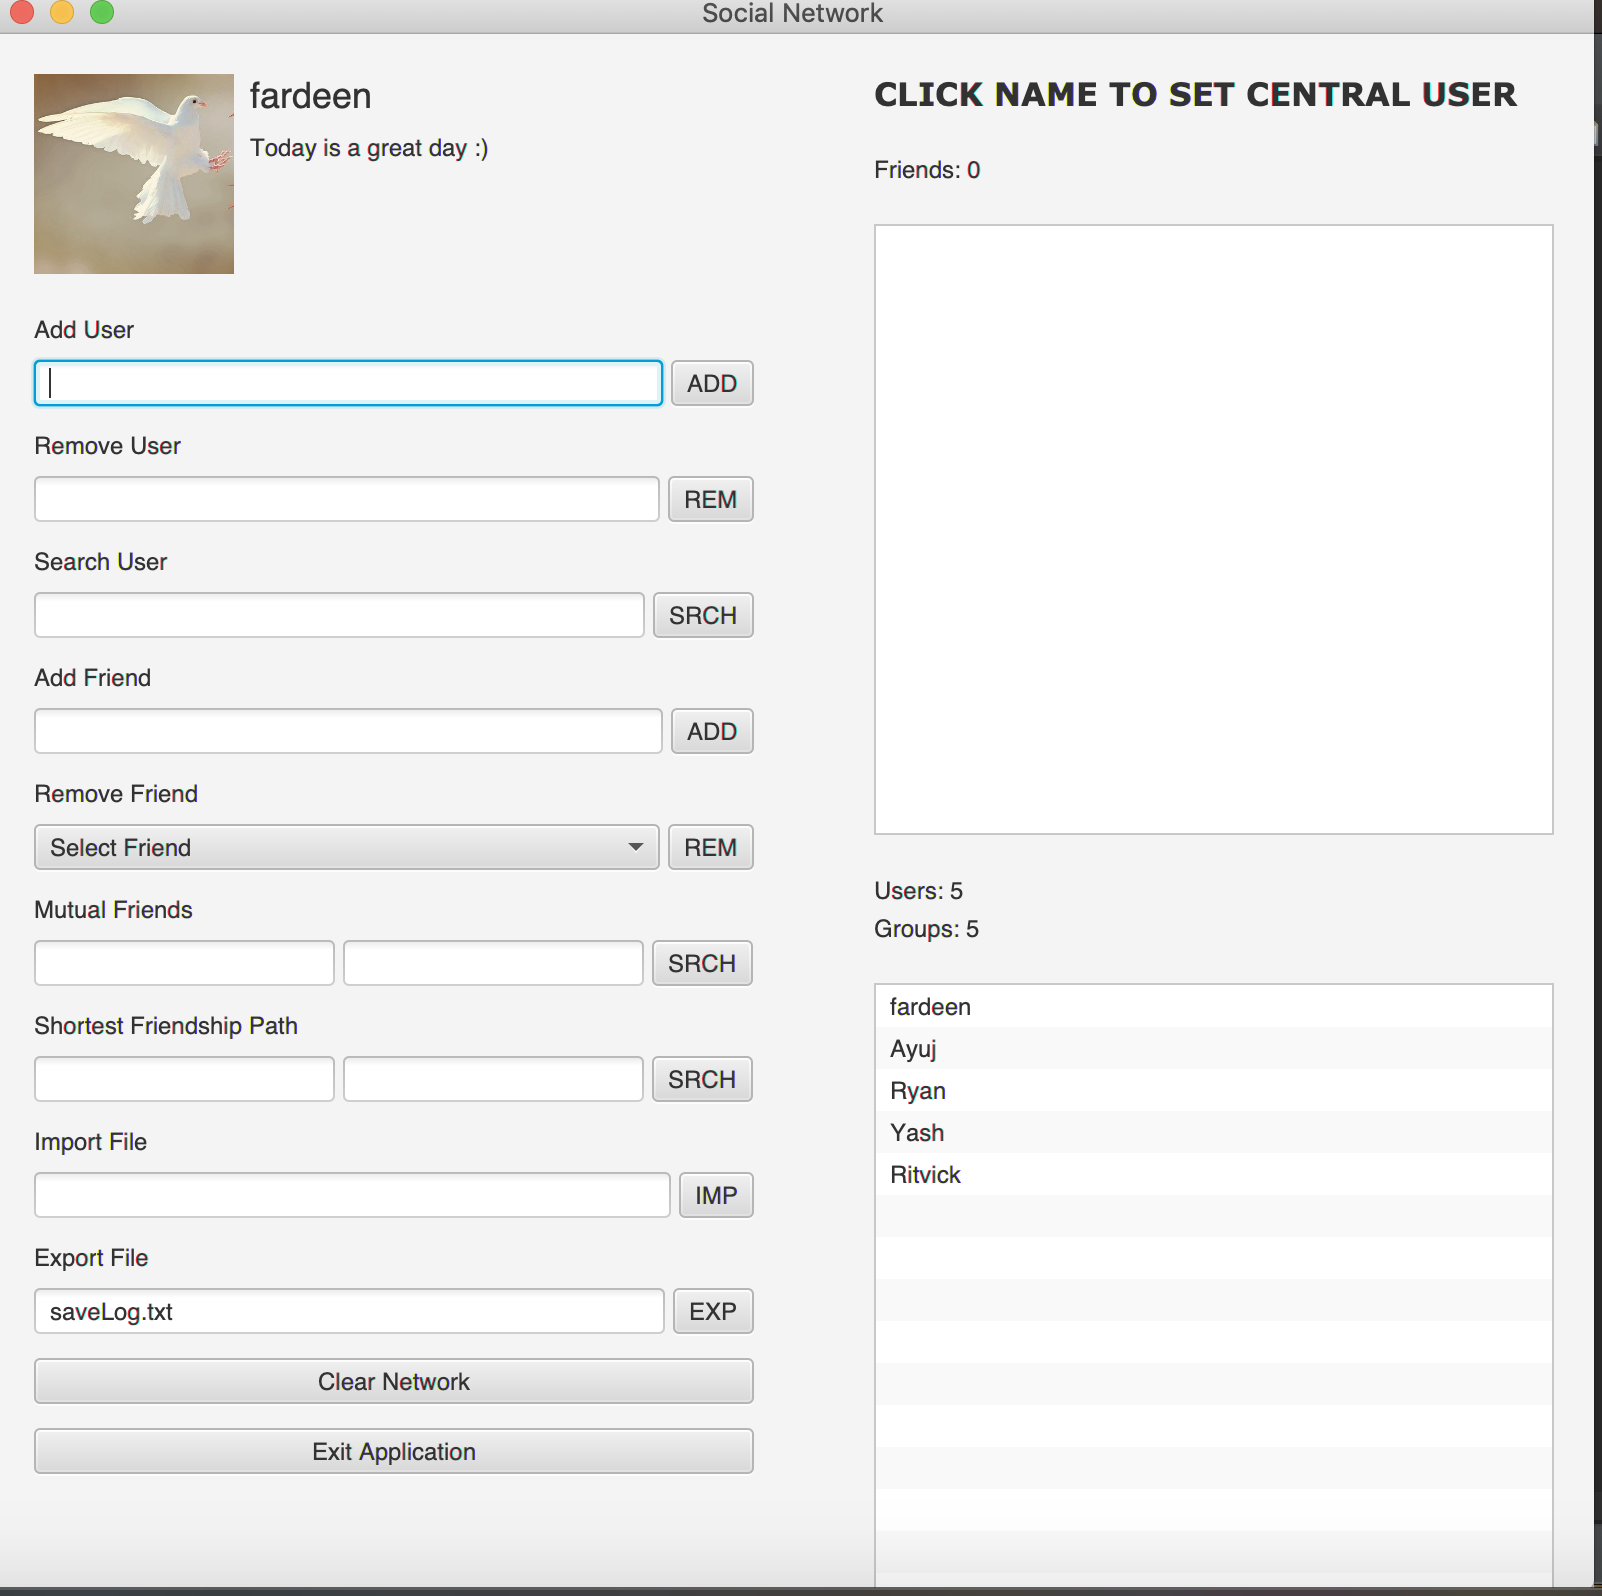 Social Network
fardeen
Today is a great day :)
Add User
ADD
Remove User
REM
Search User
SRCH
Add Friend
ADD
Remove Friend
Select Friend
REM
Mutual Friends
SRCH
Shortest Friendship Path
SRCH
Import File
IMP
Export File
saveLog.txt
EXP
Clear Network
Exit Application
CLICK NAME TO SET CENTRAL USER
Friends: 0
Users: 5
Groups: 5
fardeen
Ayuj
Ryan
Yash
Ritvick